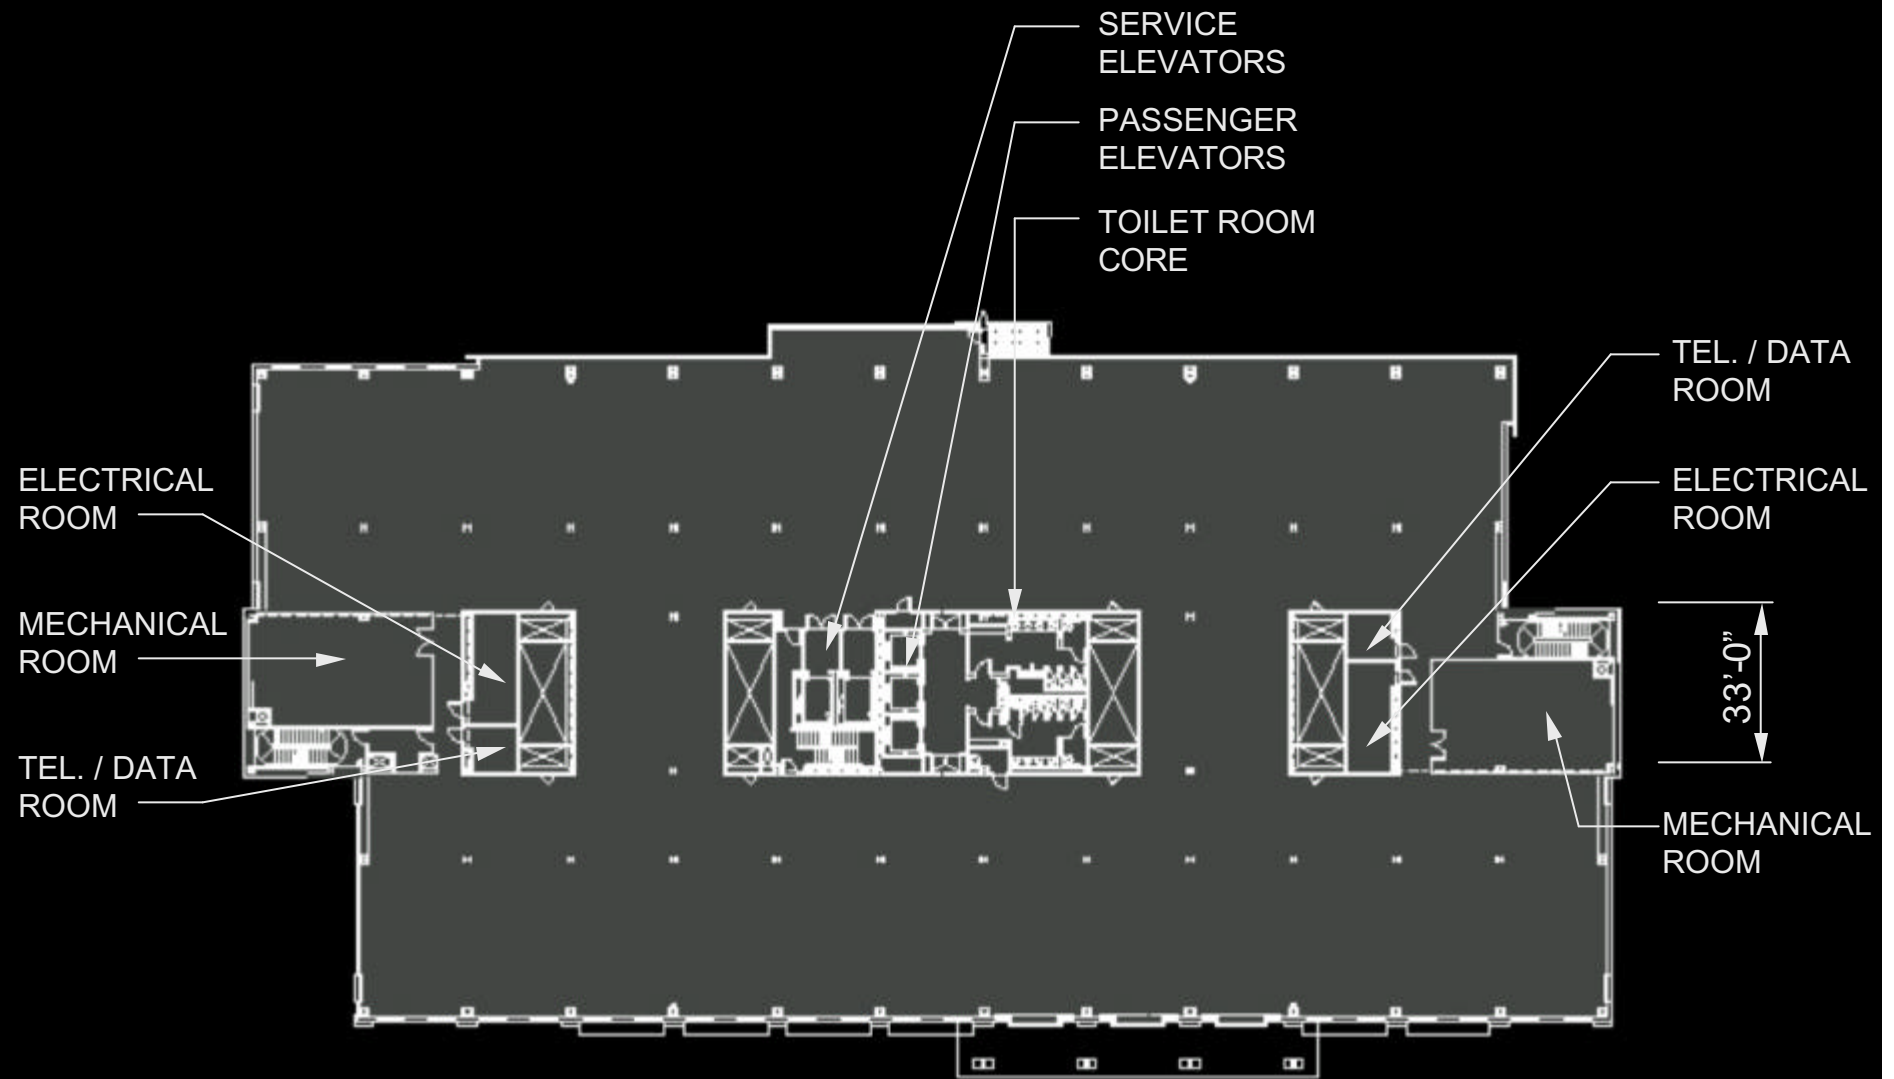 SERVICE
ELEVATORS
PASSENGER
ELEVATORS
TOILET ROOM
CORE
TEL. / DATA
ROOM
ELECTRICAL
ROOM
ELECTRICAL
ROOM
MECHANICAL
ROOM
33’-0”
TEL. / DATA
ROOM
MECHANICAL
ROOM